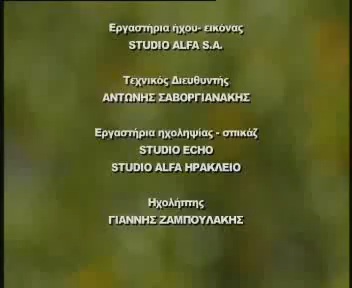 Εργαστήρια ήχου- εικόνας
STUDIO ALFA S.A.
Τεχνικός Διευθυντής
ΑΝΤΩΝΗΣ ΣΑΒΟΡΓΙΑΝΑΚΗΣ
Εργαστήρια ηχοληψίας - σπικάζ
STUDIO ECHO
STUDIO ALFA ΗΡΑΚΛΕΙΟ
Ηχολήπτης
ΓΙΑΝΝΗΣ ΖΑΜΠΟΥΛΑΚΗΣ